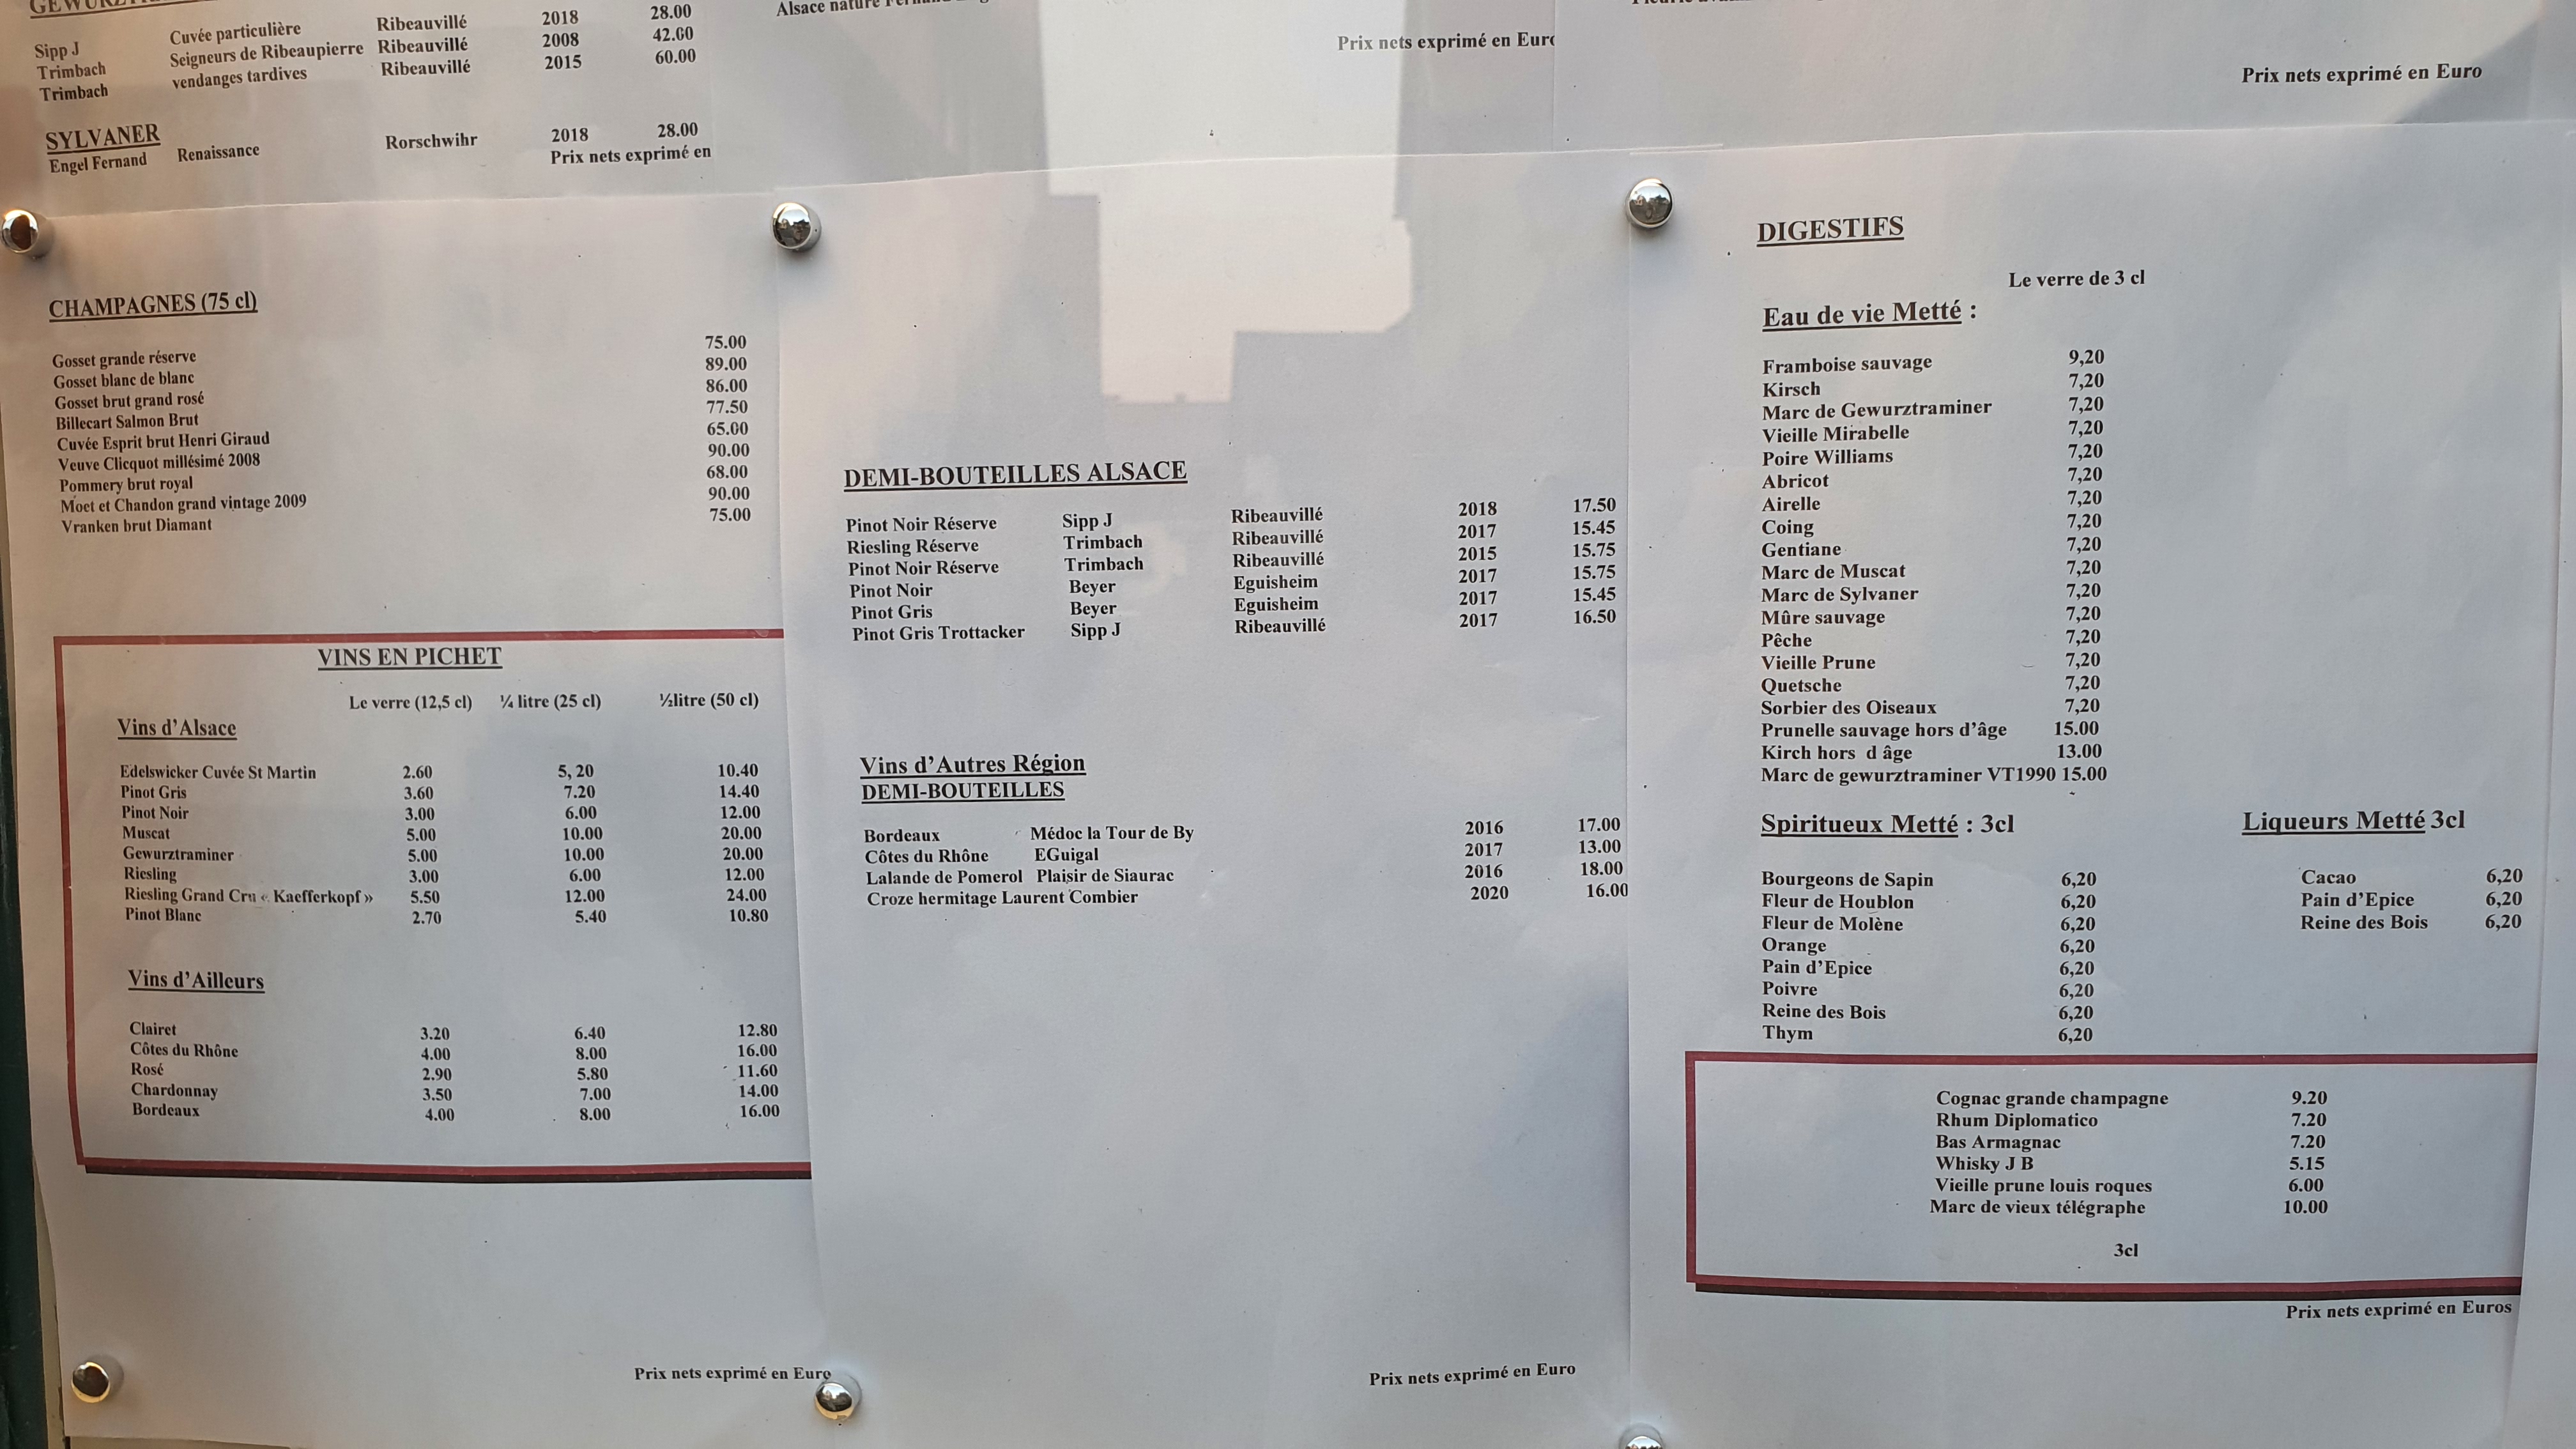 Sipp J Cuvée particulière Ribeauvillé 2018 28.00
Trimbach Seigneurs de Ribeaupierre Ribeauvillé 2008 42.00
Trimbach vendanges tardives Ribeauvillé 2015 60.00
SYLVANER
Engel Fernand Renaissance Rorschwihr 2018 28.00
Prix nets exprimé en
Alsace nature
Prix nets exprimé en Euro
Prix nets exprimé en Euro
CHAMPAGNES (75 cl)
Gosset grande réserve 75.00
Gosset blanc de blanc 89.00
Gosset brut grand rosé 86.00
Billecart Salmon Brut 77.50
Cuvée Esprit brut Henri Giraud 65.00
Veuve Clicquot millésimé 2008 90.00
Pommery brut royal 68.00
Moet et Chandon grand vintage 2009 90.00
Vranken brut Diamant 75.00
VINS EN PICHET
Le verre (12,5 cl) ¼ litre (25 cl) ½litre (50 cl)
Vins d'Alsace
Edelswicker Cuvée St Martin 2.60 5, 20 10.40
Pinot Gris 3.60 7.20 14.40
Pinot Noir 3.00 6.00 12.00
Muscat 5.00 10.00 20.00
Gewurztraminer 5.00 10.00 20.00
Riesling 3.00 6.00 12.00
Riesling Grand Cru « Kaefferkopf » 5.50 12.00 24.00
Pinot Blanc 2.70 5.40 10.80
Vins d'Ailleurs
Clairet 3.20 6.40 12.80
Côtes du Rhône 4.00 8.00 16.00
Rosé 2.90 5.80 11.60
Chardonnay 3.50 7.00 14.00
Bordeaux 4.00 8.00 16.00
Prix nets exprimé en Euro
DEMI-BOUTEILLES ALSACE
Pinot Noir Réserve Sipp J Ribeauvillé 2018 17.50
Riesling Réserve Trimbach Ribeauvillé 2017 15.45
Pinot Noir Réserve Trimbach Ribeauvillé 2015 15.75
Pinot Noir Beyer Eguisheim 2017 15.75
Pinot Gris Beyer Eguisheim 2017 15.45
Pinot Gris Trottacker Sipp J Ribeauvillé 2017 16.50
Vins d'Autres Région
DEMI-BOUTEILLES
Bordeaux Médoc la Tour de By 2016 17.00
Côtes du Rhône EGuigal 2017 13.00
Lalande de Pomerol Plaisir de Siaurac 2016 18.00
Croze hermitage Laurent Combier 2020 16.00
Prix nets exprimé en Euro
DIGESTIFS
Le verre de 3 cl
Eau de vie Metté :
Framboise sauvage 9,20
Kirsch 7,20
Marc de Gewurztraminer 7,20
Vieille Mirabelle 7,20
Poire Williams 7,20
Abricot 7,20
Airelle 7,20
Coing 7,20
Gentiane 7,20
Marc de Muscat 7,20
Marc de Sylvaner 7,20
Mûre sauvage 7,20
Pêche 7,20
Vieille Prune 7,20
Quetsche 7,20
Sorbier des Oiseaux 7,20
Prunelle sauvage hors d'âge 15.00
Kirch hors d âge 13.00
Marc de gewurztraminer VT1990 15.00
Spiritueux Metté : 3cl
Bourgeons de Sapin 6,20
Fleur de Houblon 6,20
Fleur de Molène 6,20
Orange 6,20
Pain d'Epice 6,20
Poivre 6,20
Reine des Bois 6,20
Thym 6,20
Liqueurs Metté 3cl
Cacao 6,20
Pain d'Epice 6,20
Reine des Bois 6,20
Cognac grande champagne 9.20
Rhum Diplomatico 7.20
Bas Armagnac 7.20
Whisky J B 5.15
Vieille prune louis roques 6.00
Marc de vieux télégraphe 10.00
3cl
Prix nets exprimé en Euros